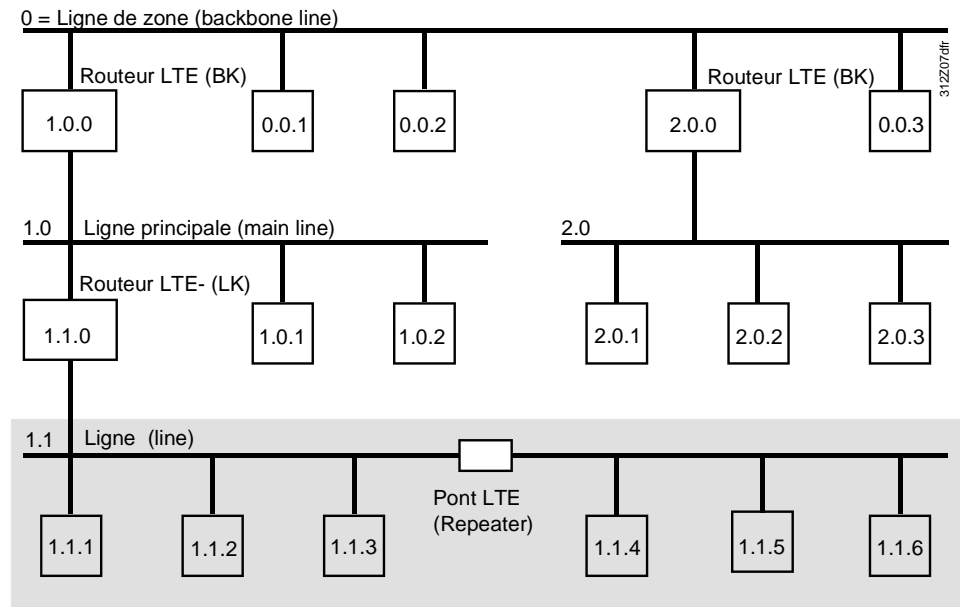 0 = Ligne de zone (backbone line)
312Z07dfr
Routeur LTE (BK)
Routeur LTE (BK)
1.0.0
0.0.1
0.0.2
2.0.0
0.0.3
1.0
Ligne principale (main line)
2.0
Routeur LTE- (LK)
1.1.0
1.0.1
1.0.2
2.0.1
2.0.2
2.0.3
1.1
Ligne (line)
Pont LTE
(Repeater)
1.1.1
1.1.2
1.1.3
1.1.4
1.1.5
1.1.6